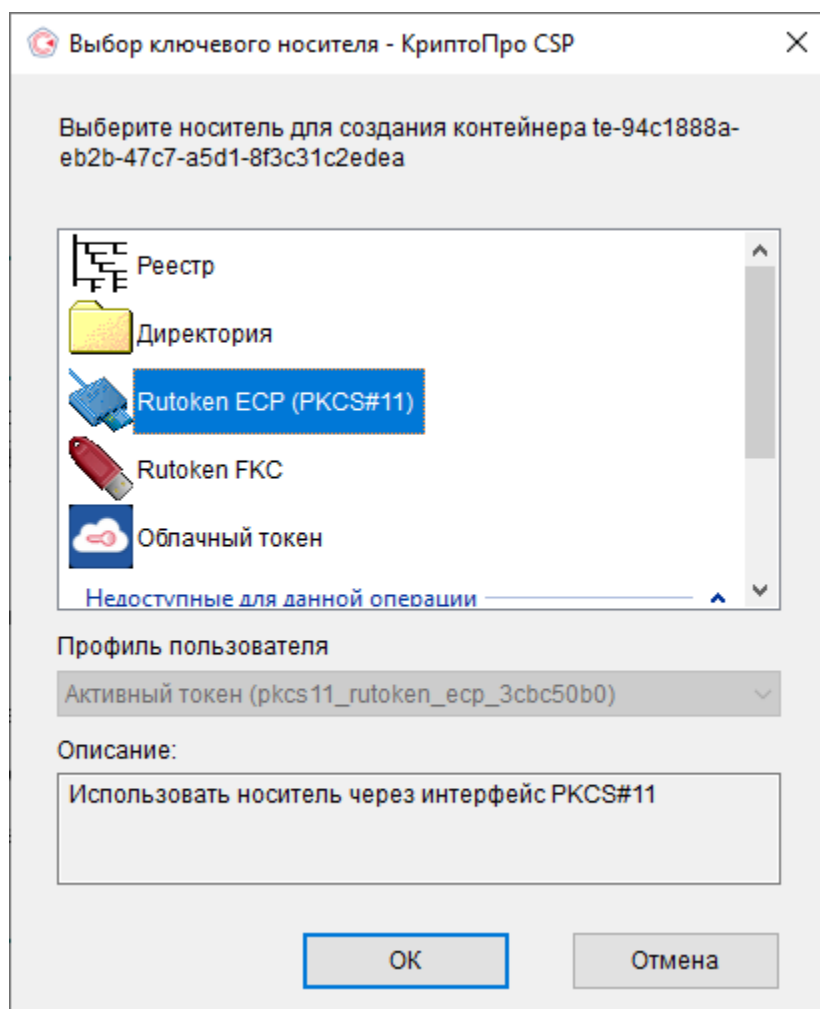 Выбор ключевого носителя - КриптоПро CSP
Выберите носитель для создания контейнера te-94c1888a-
eb2b-47c7-a5d1-8f3c31c2edea
Реестр
Директория
Rutoken ECP (PKCS#11)
Rutoken FKC
Облачный токен
Недоступные для данной операции
Профиль пользователя
Активный токен (pkcs11_rutoken_ecp_3cbc50b0)
Описание:
Использовать носитель через интерфейс PKCS#11
ОК
Отмена